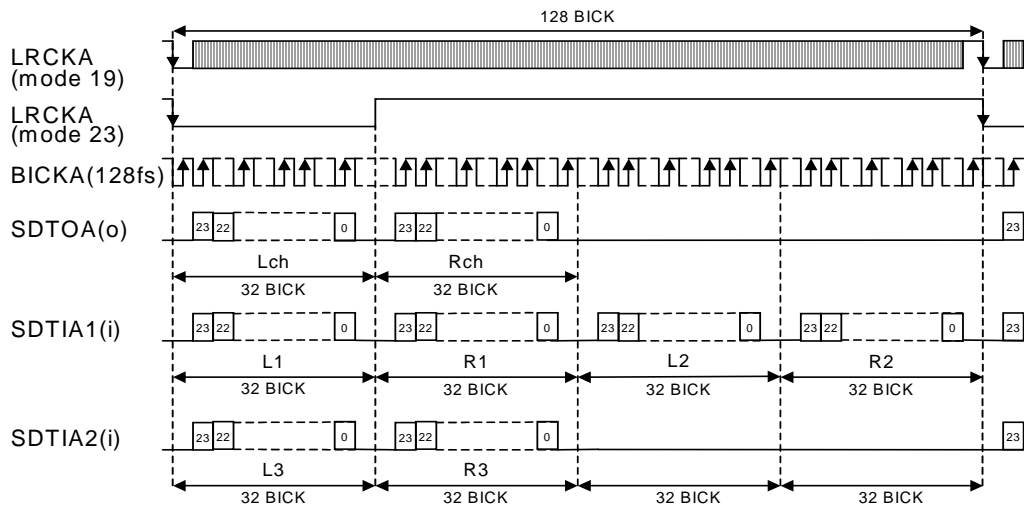 128 BICK
LRCKA
(mode 19)
LRCKA
(mode 23)
BICKA(128fs)
SDTOA(o)
23 22 0 23 22 0 23
Lch Rch
32 BICK 32 BICK
SDTIA1(i)
23 22 0 23 22 0 23 22 0 23 22 0 23
L1 R1 L2 R2
32 BICK 32 BICK 32 BICK 32 BICK
SDTIA2(i)
23 22 0 23 22 0 23
L3 R3
32 BICK 32 BICK 32 BICK 32 BICK